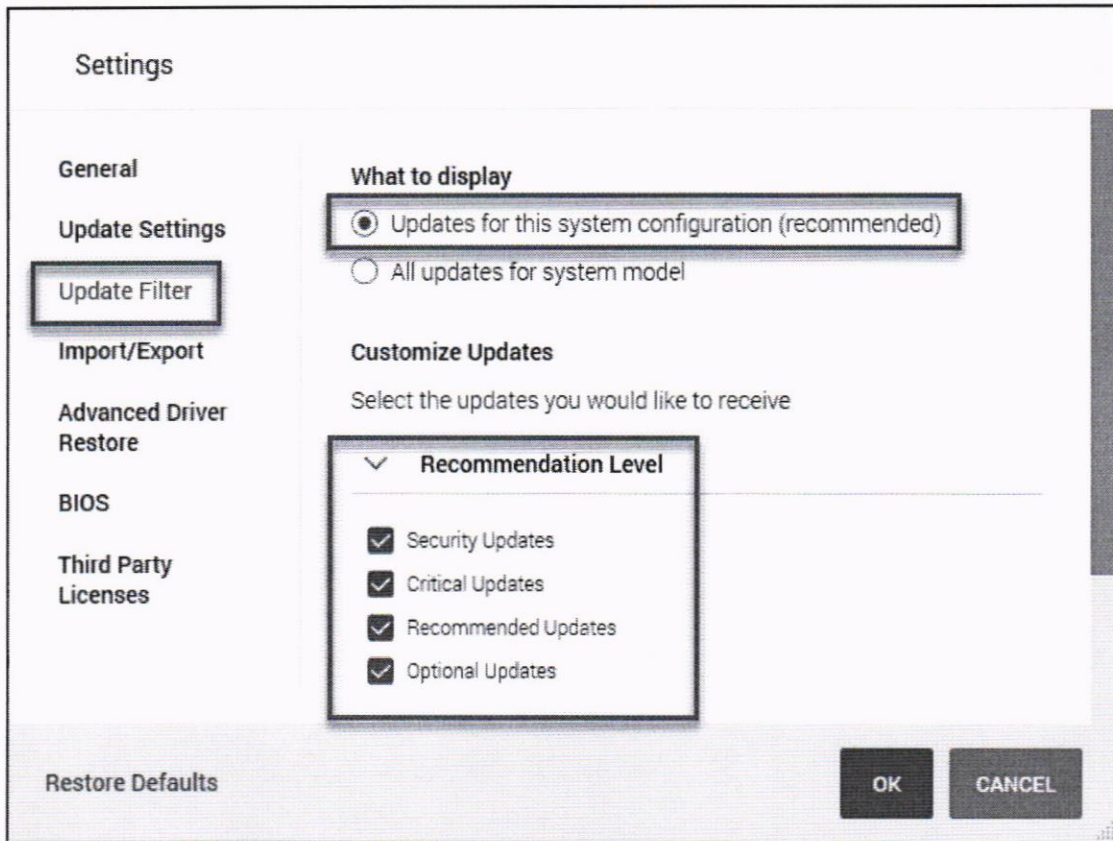 Settings
General
Update Settings
Update Filter
Import/Export
Advanced Driver
Restore
BIOS
Third Party
Licenses
What to display
Updates for this system configuration (recommended)
All updates for system model
Customize Updates
Select the updates you would like to receive
Recommendation Level
Security Updates
Critical Updates
Recommended Updates
Optional Updates
Restore Defaults
OK
CANCEL